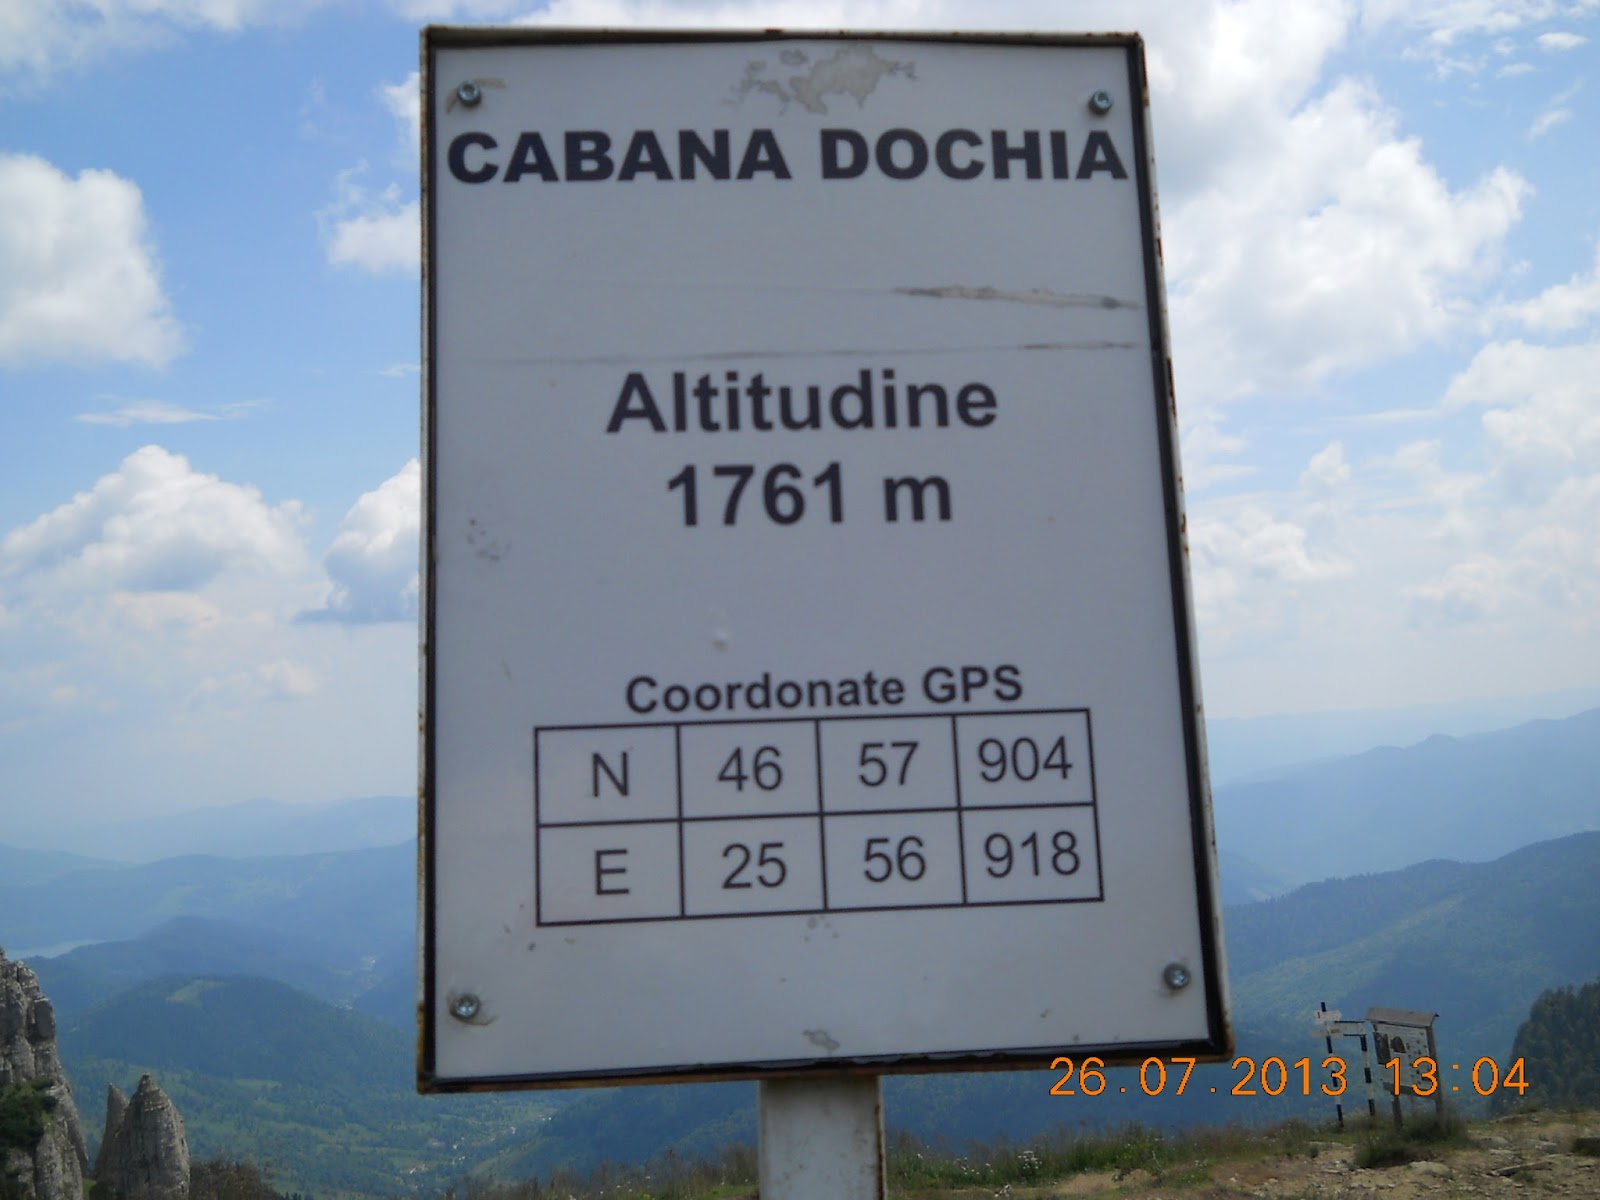 CABANA DOCHIA
Altitudine
1761 m
Coordonate GPS
N 46 57 904
E 25 56 918
26.07.2013 13:04